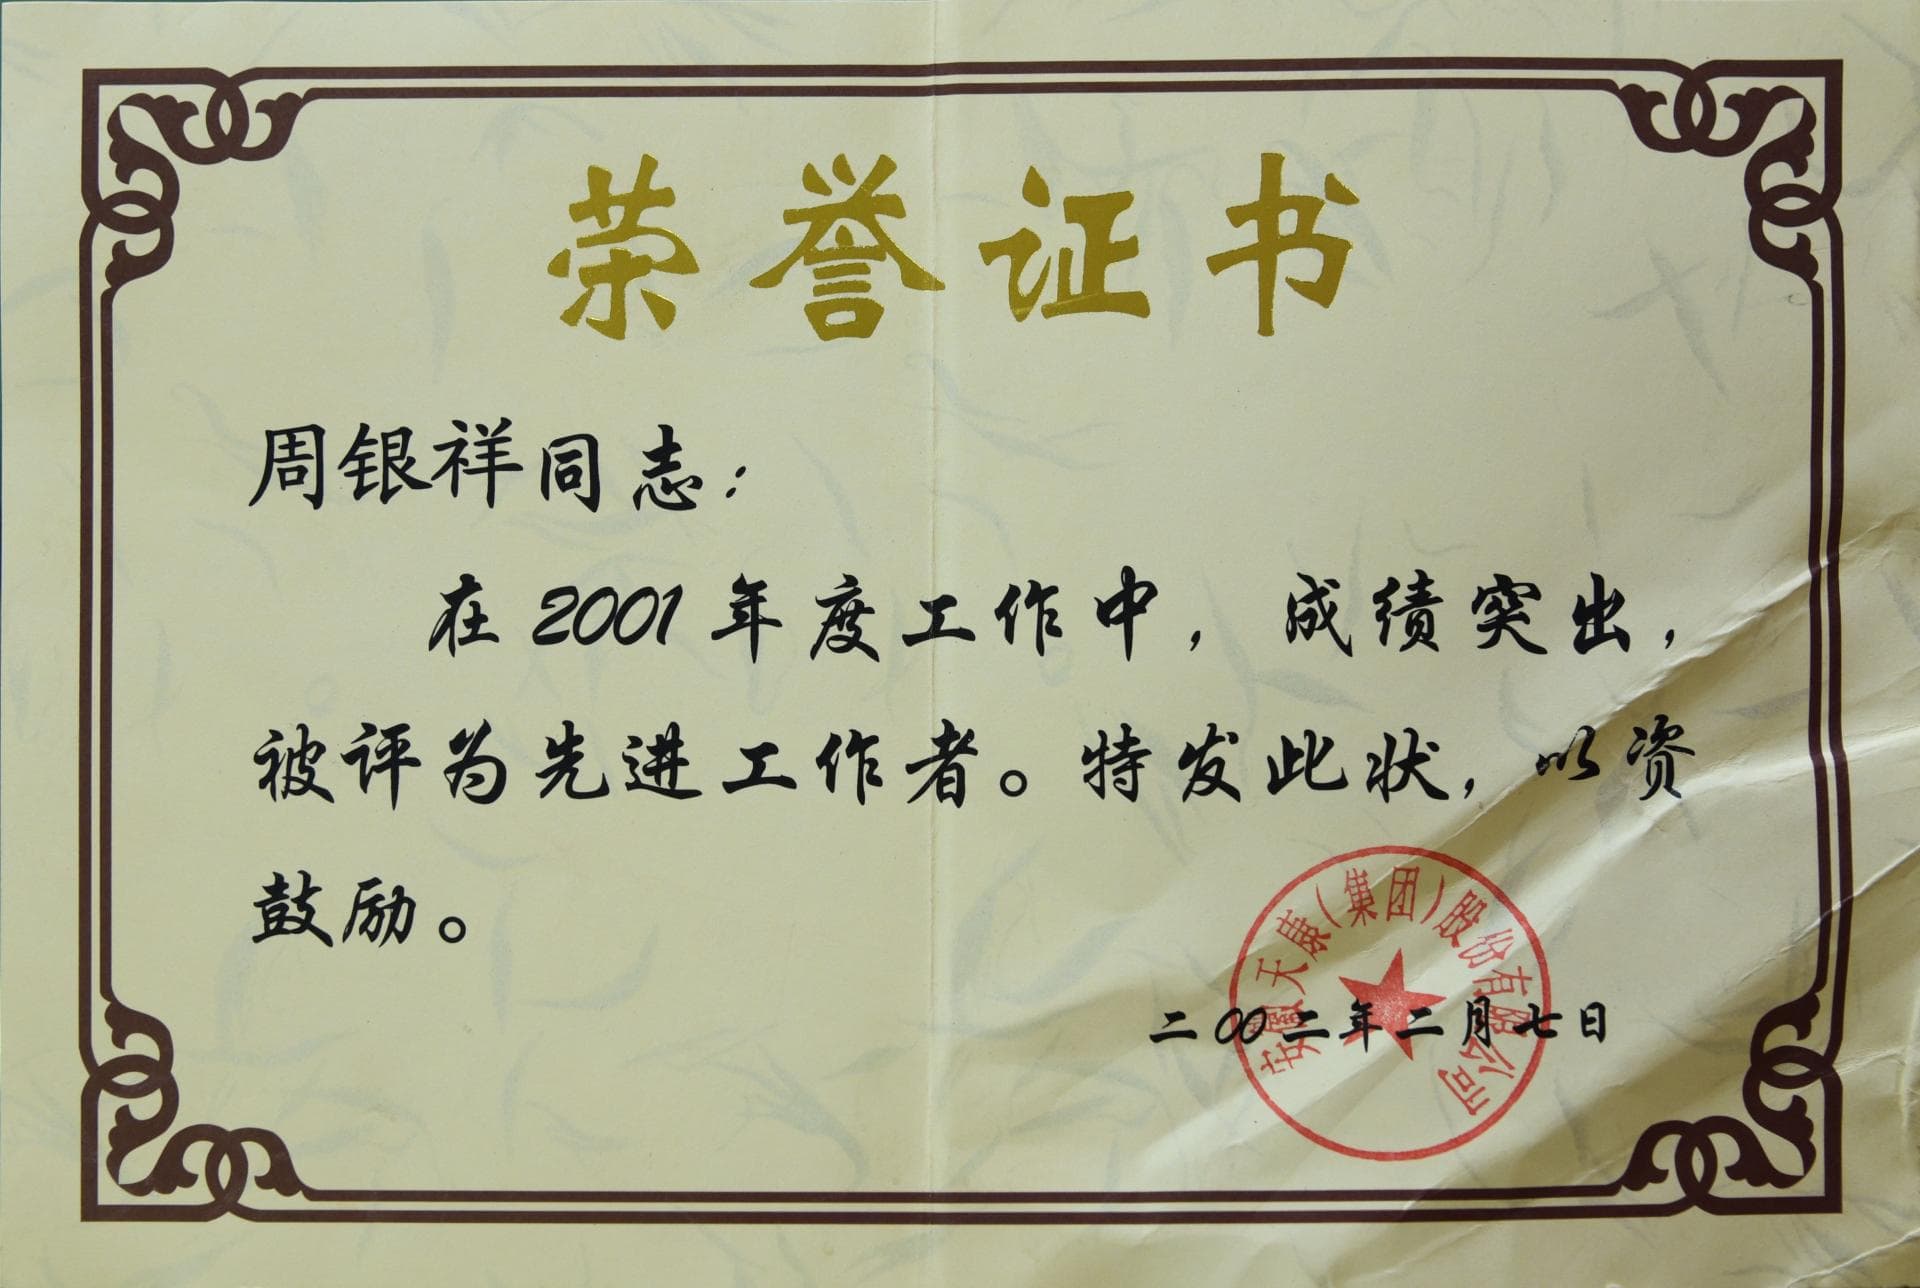 荣誉证书
周银祥同志：
在2001年度工作中，成绩突出，
被评为先进工作者。特发此状，以资
鼓励。
安徽天康（集团）股份有限公司
二00二年二月七日